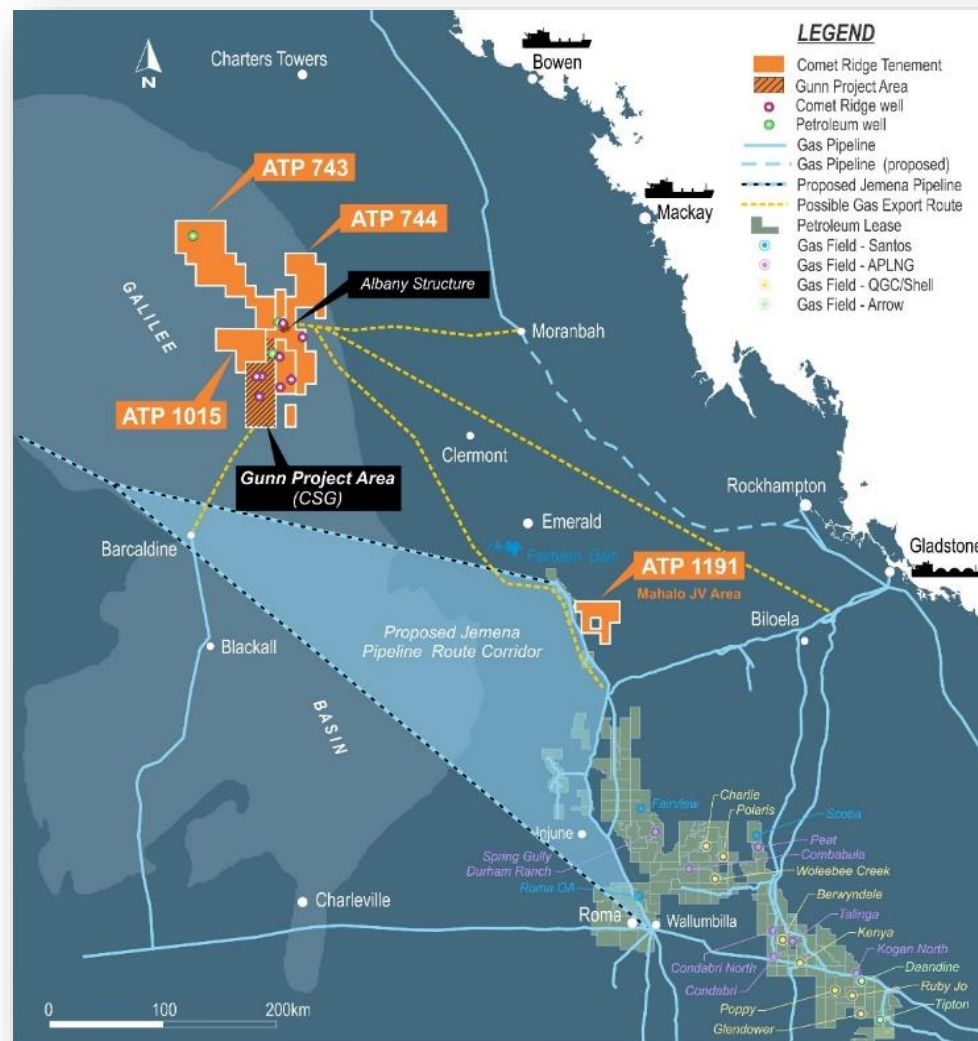 LEGEND
Comet Ridge Tenement
Gunn Project Area
Comet Ridge well
Petroleum well
Gas Pipeline
Gas Pipeline (proposed)
Proposed Jemena Pipeline
Possible Gas Export Route
Petroleum Lease
Gas Field - Santos
Gas Field - APLNG
Gas Field - QGC/Shell
Gas Field - Arrow
N
Charters Towers
Bowen
Mackay
ATP 743
ATP 744
Albany Structure
GALILEE
Moranbah
ATP 1015
Clermont
Gunn Project Area
(CSG)
Rockhampton
Emerald
Gladstone
Barcaldine
Fairbairn Dam
ATP 1191
Mahalo JV Area
Biloela
Blackall
Proposed Jemena
Pipeline Route Corridor
BASIN
Charlie
Polaris
Fairview
Scotia
Injune
Peat
Spring Gully
Durham Ranch
Combabula
Woleebee Creek
Roma OA
Berwyndale
Charleville
Roma
Wallumbilla
Talinga
Kenya
Kogan North
Condabri North
Daandine
Condabri
Ruby Jo
Poppy
Tipton
Glendower
0 100 200km